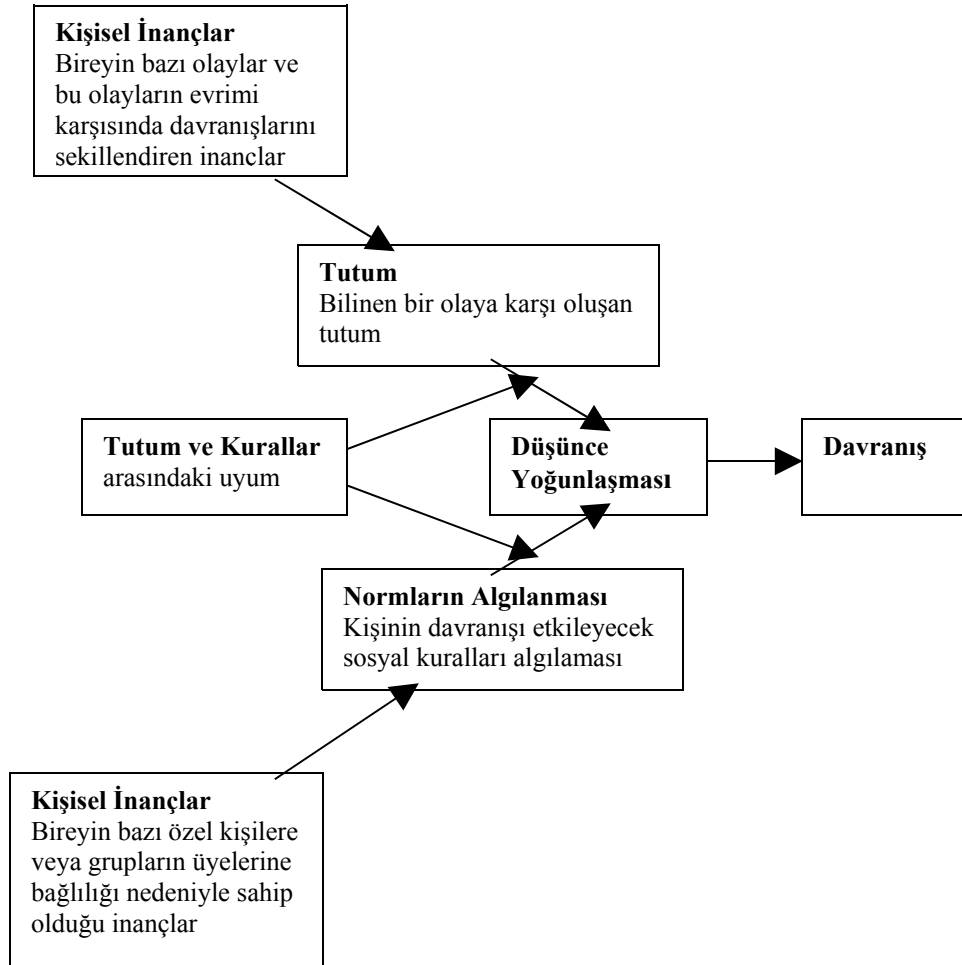 Kişisel İnançlar
Bireyin bazı olaylar ve
bu olayların evrimi
karşısında davranışlarını
sekillendiren inanclar
Tutum
Bilinen bir olaya karşı oluşan
tutum
Tutum ve Kurallar
arasındaki uyum
Düşünce
Yoğunlaşması
Davranış
Normların Algılanması
Kişinin davranışı etkileyecek
sosyal kuralları algılaması
Kişisel İnançlar
Bireyin bazı özel kişilere
veya grupların üyelerine
bağlılığı nedeniyle sahip
olduğu inançlar